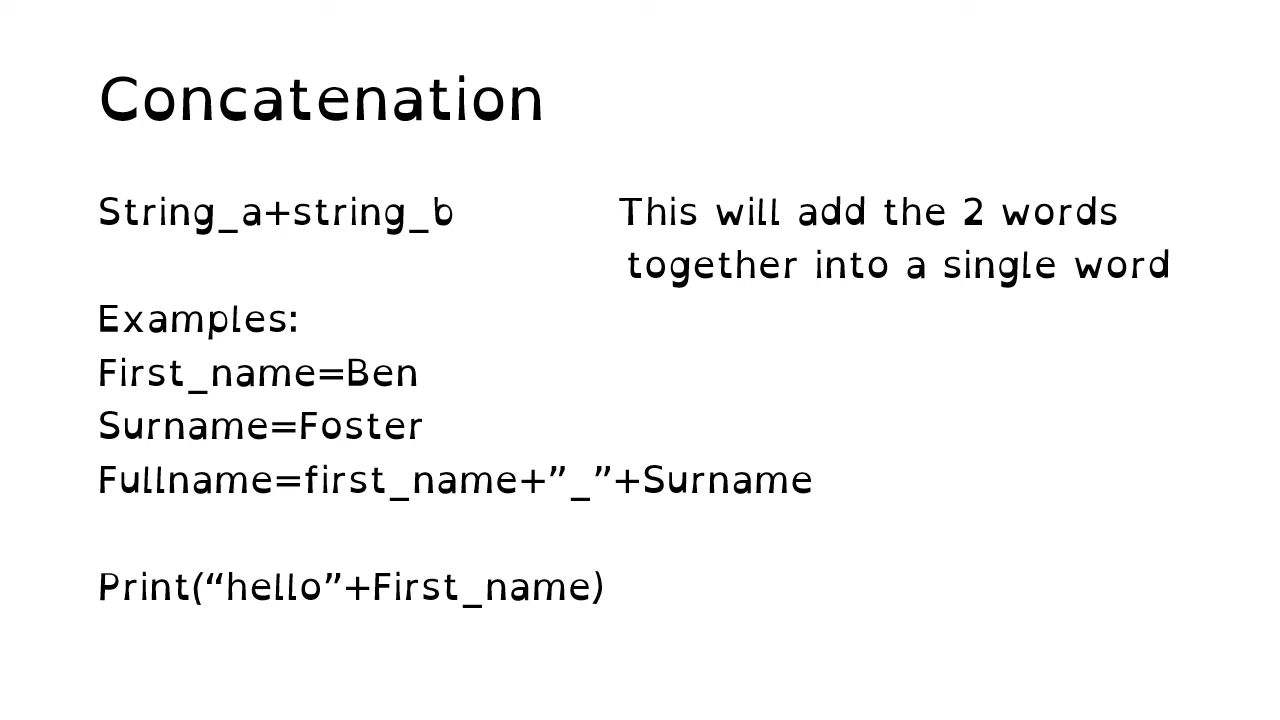 Concatenation
String_a+string_b This will add the 2 words
together into a single word
Examples:
First_name=Ben
Surname=Foster
Fullname=first_name+”_”+Surname
Print(“hello”+First_name)